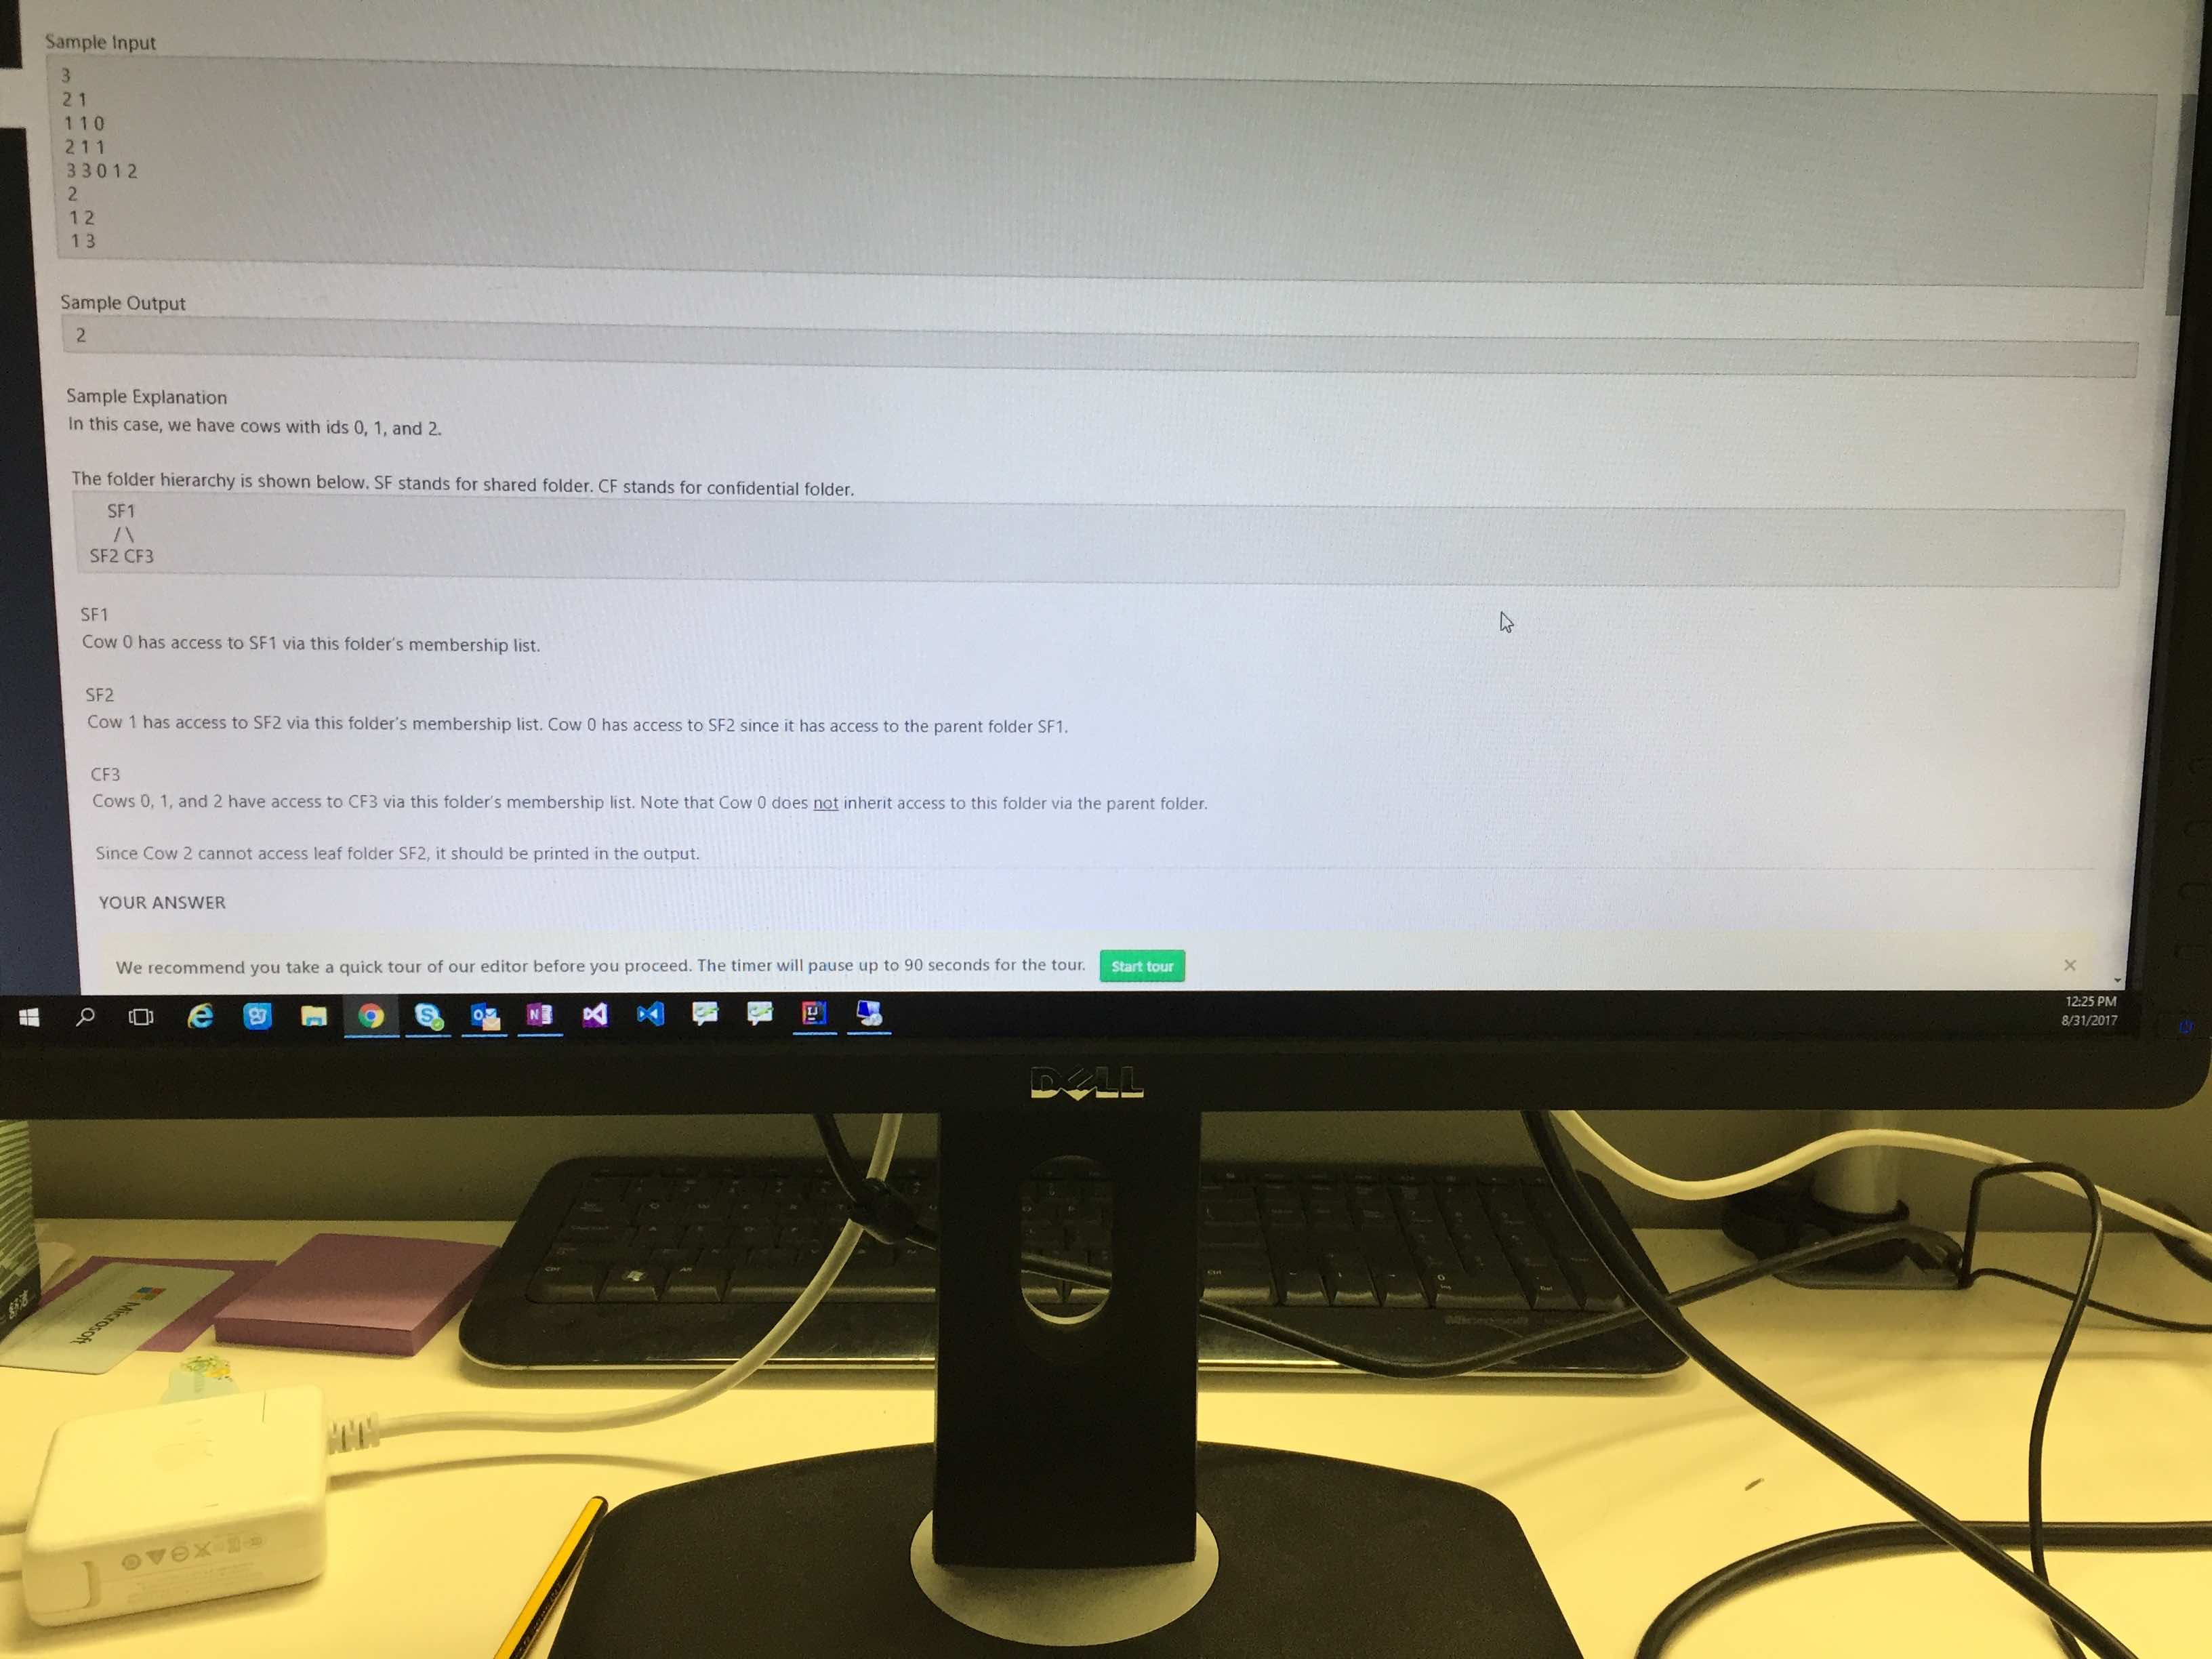 Sample Input
3
2 1
1 1 0
2 1 1
3 3 0 1 2
2
1 2
1 3
Sample Output
2
Sample Explanation
In this case, we have cows with ids 0, 1, and 2.
The folder hierarchy is shown below. SF stands for shared folder. CF stands for confidential folder.
SF1
/\
SF2 CF3
SF1
Cow 0 has access to SF1 via this folder's membership list.
SF2
Cow 1 has access to SF2 via this folder's membership list. Cow 0 has access to SF2 since it has access to the parent folder SF1.
CF3
Cows 0, 1, and 2 have access to CF3 via this folder's membership list. Note that Cow 0 does not inherit access to this folder via the parent folder.
Since Cow 2 cannot access leaf folder SF2, it should be printed in the output.
YOUR ANSWER
We recommend you take a quick tour of our editor before you proceed. The timer will pause up to 90 seconds for the tour.
Start tour
12:25 PM
8/31/2017
DELL
Microsoft